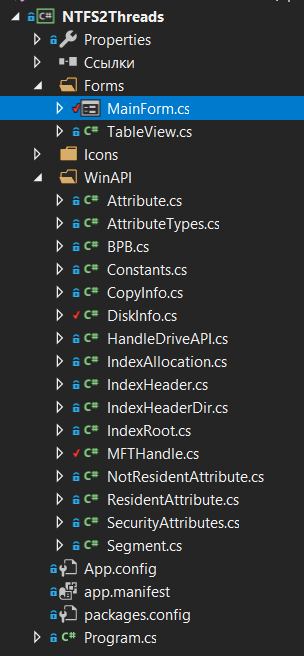 NTFS2Threads
Properties
Ссылки
Forms
MainForm.cs
TableView.cs
Icons
WinAPI
Attribute.cs
AttributeTypes.cs
BPB.cs
Constants.cs
CopyInfo.cs
DiskInfo.cs
HandleDriveAPI.cs
IndexAllocation.cs
IndexHeader.cs
IndexHeaderDir.cs
IndexRoot.cs
MFTHandle.cs
NotResidentAttribute.cs
ResidentAttribute.cs
SecurityAttributes.cs
Segment.cs
App.config
app.manifest
packages.config
Program.cs